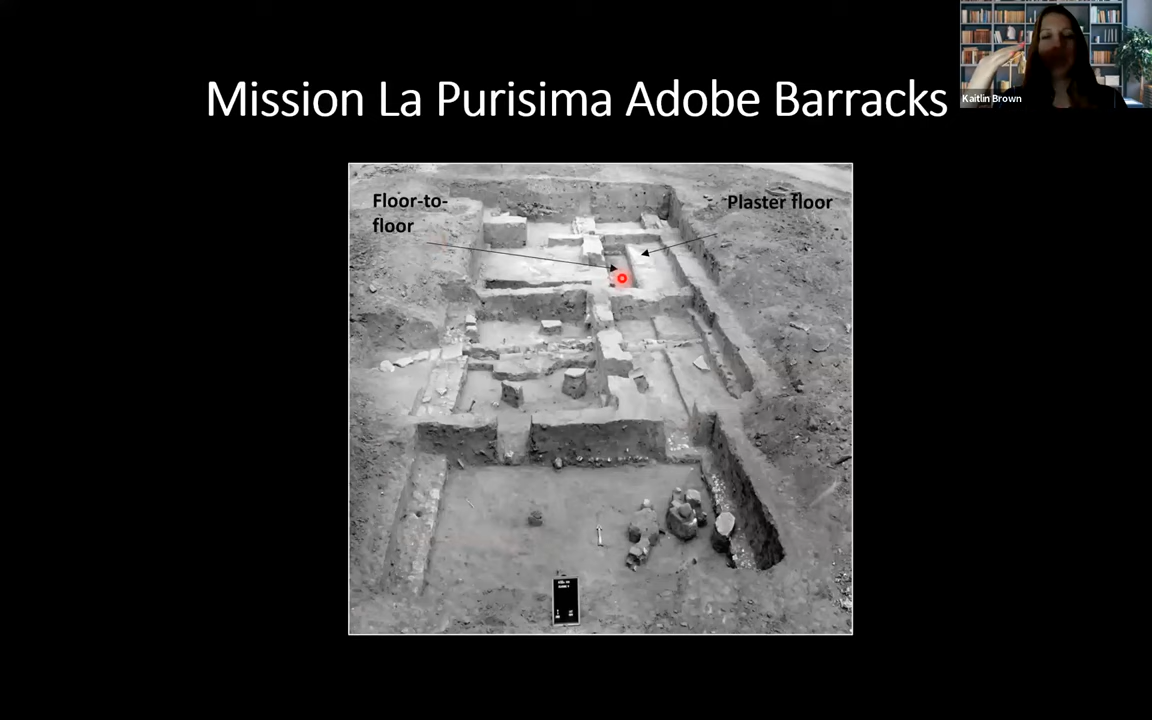 Kaitlin Brown
Mission La Purisima Adobe Barracks
Floor-to-
floor
Plaster floor